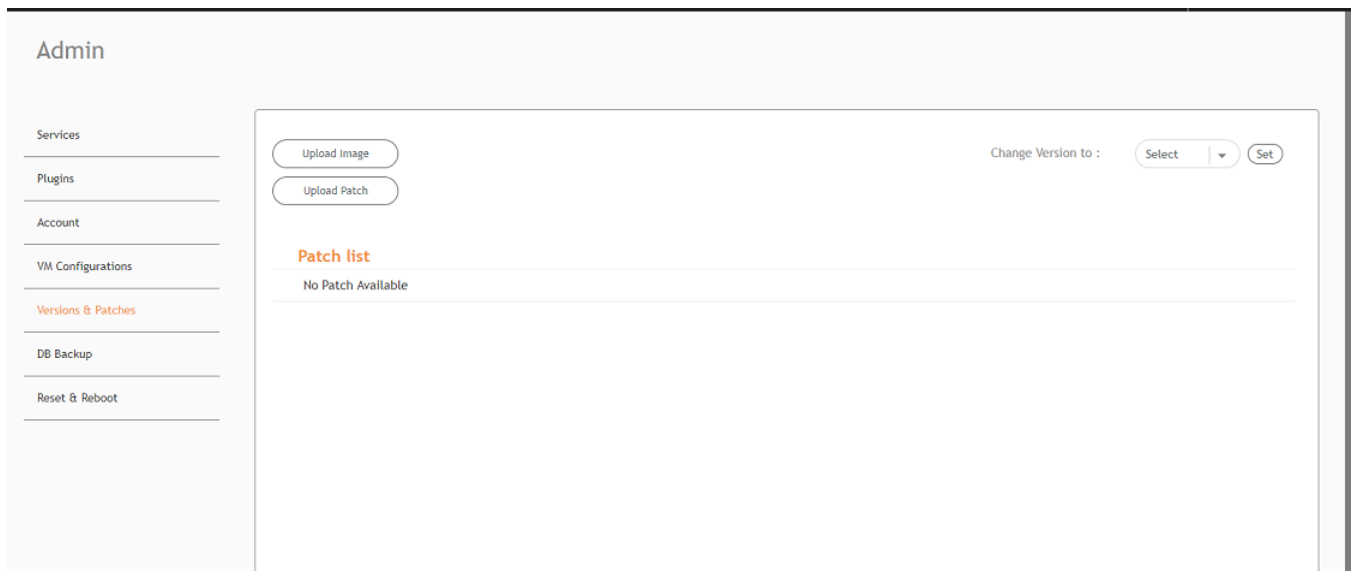 Admin
Services
Plugins
Account
VM Configurations
Versions & Patches
DB Backup
Reset & Reboot
Upload Image
Upload Patch
Change Version to :
Select
Set
Patch list
No Patch Available